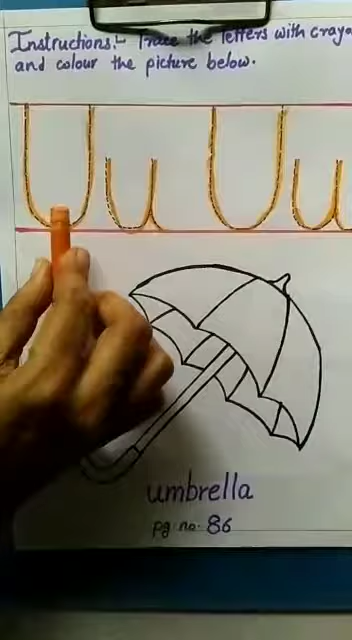 Instructions:- Trace the letters with
and colour the picture below.
U u U u
umbrella
pg. no. 86